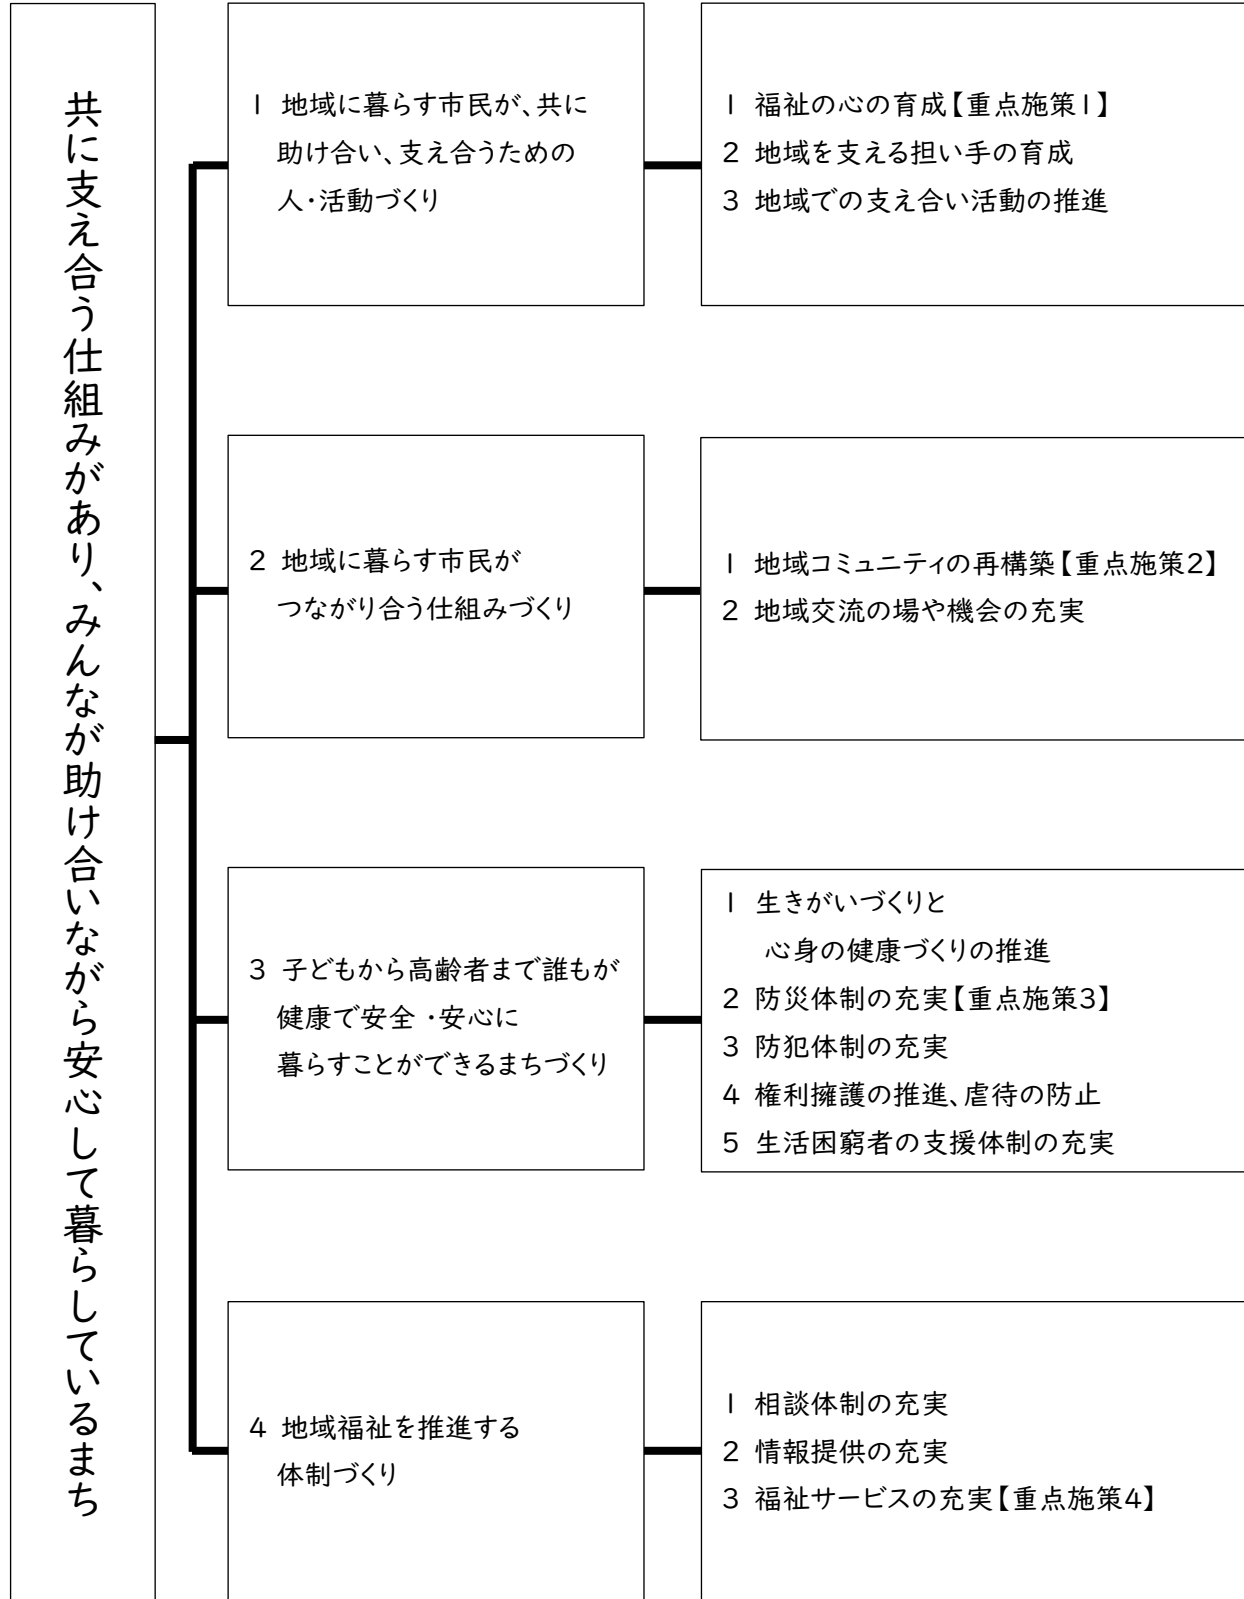 共に支え合う仕組みがあり、みんなが助け合いながら安心して暮らしているまち
1 地域に暮らす市民が、共に
助け合い、支え合うための
人・活動づくり
1 福祉の心の育成【重点施策1】
2 地域を支える担い手の育成
3 地域での支え合い活動の推進
2 地域に暮らす市民が
つながり合う仕組みづくり
1 地域コミュニティの再構築【重点施策2】
2 地域交流の場や機会の充実
3 子どもから高齢者まで誰もが
健康で安全・安心に
暮らすことができるまちづくり
1 生きがいづくりと
心身の健康づくりの推進
2 防災体制の充実【重点施策3】
3 防犯体制の充実
4 権利擁護の推進、虐待の防止
5 生活困窮者の支援体制の充実
4 地域福祉を推進する
体制づくり
1 相談体制の充実
2 情報提供の充実
3 福祉サービスの充実【重点施策4】